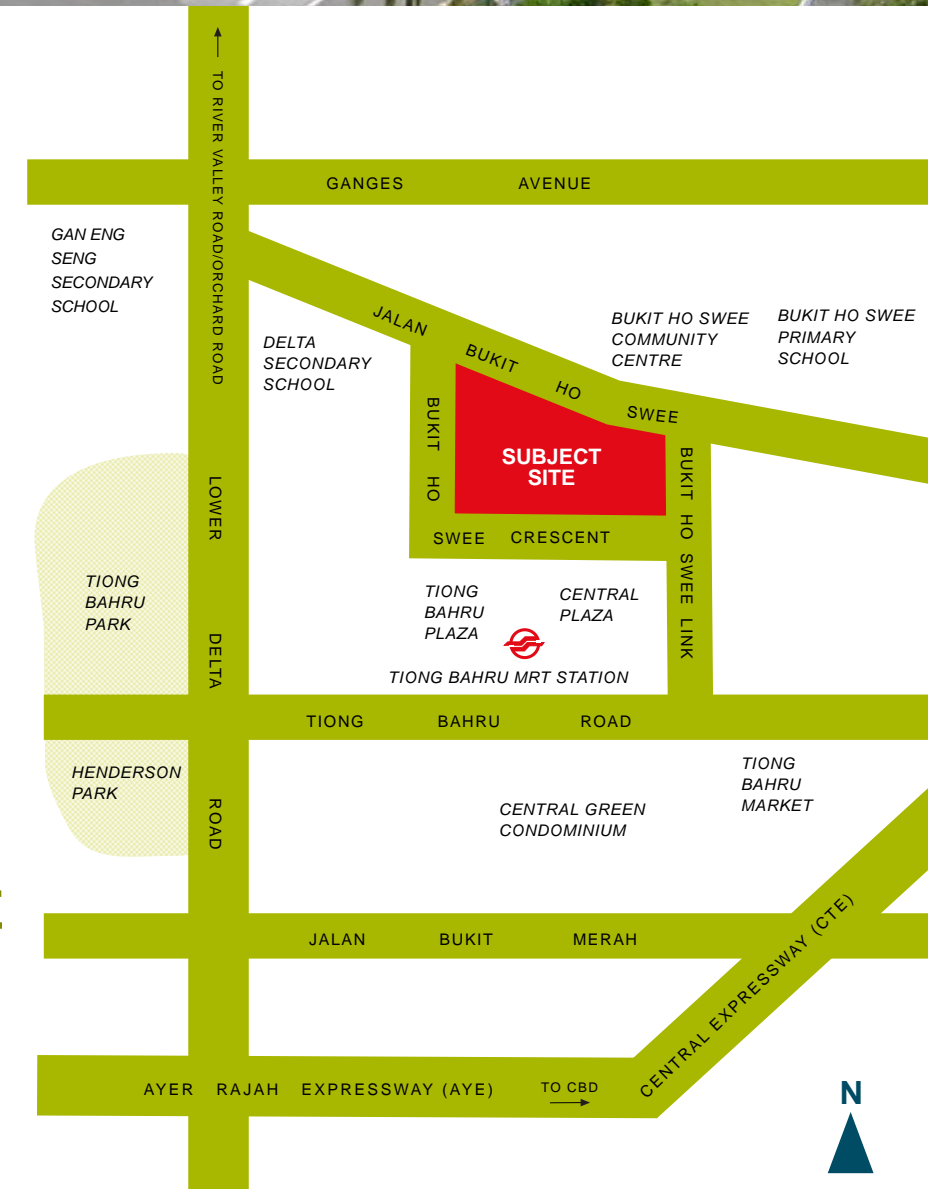 TO RIVER VALLEY ROAD/ORCHARD ROAD
GANGES AVENUE
GAN ENG
SENG
SECONDARY
SCHOOL
JALAN BUKIT HO SWEE
BUKIT HO SWEE
COMMUNITY
CENTRE
BUKIT HO SWEE
PRIMARY
SCHOOL
DELTA
SECONDARY
SCHOOL
BUKIT HO
SWEE CRESCENT
SUBJECT
SITE
BUKIT HO SWEE LINK
LOWER DELTA ROAD
TIONG
BAHRU
PARK
TIONG
BAHRU
PLAZA
CENTRAL
PLAZA
TIONG BAHRU MRT STATION
TIONG BAHRU ROAD
HENDERSON
PARK
TIONG
BAHRU
MARKET
CENTRAL GREEN
CONDOMINIUM
JALAN BUKIT MERAH
CENTRAL EXPRESSWAY (CTE)
AYER RAJAH EXPRESSWAY (AYE)
TO CBD
N